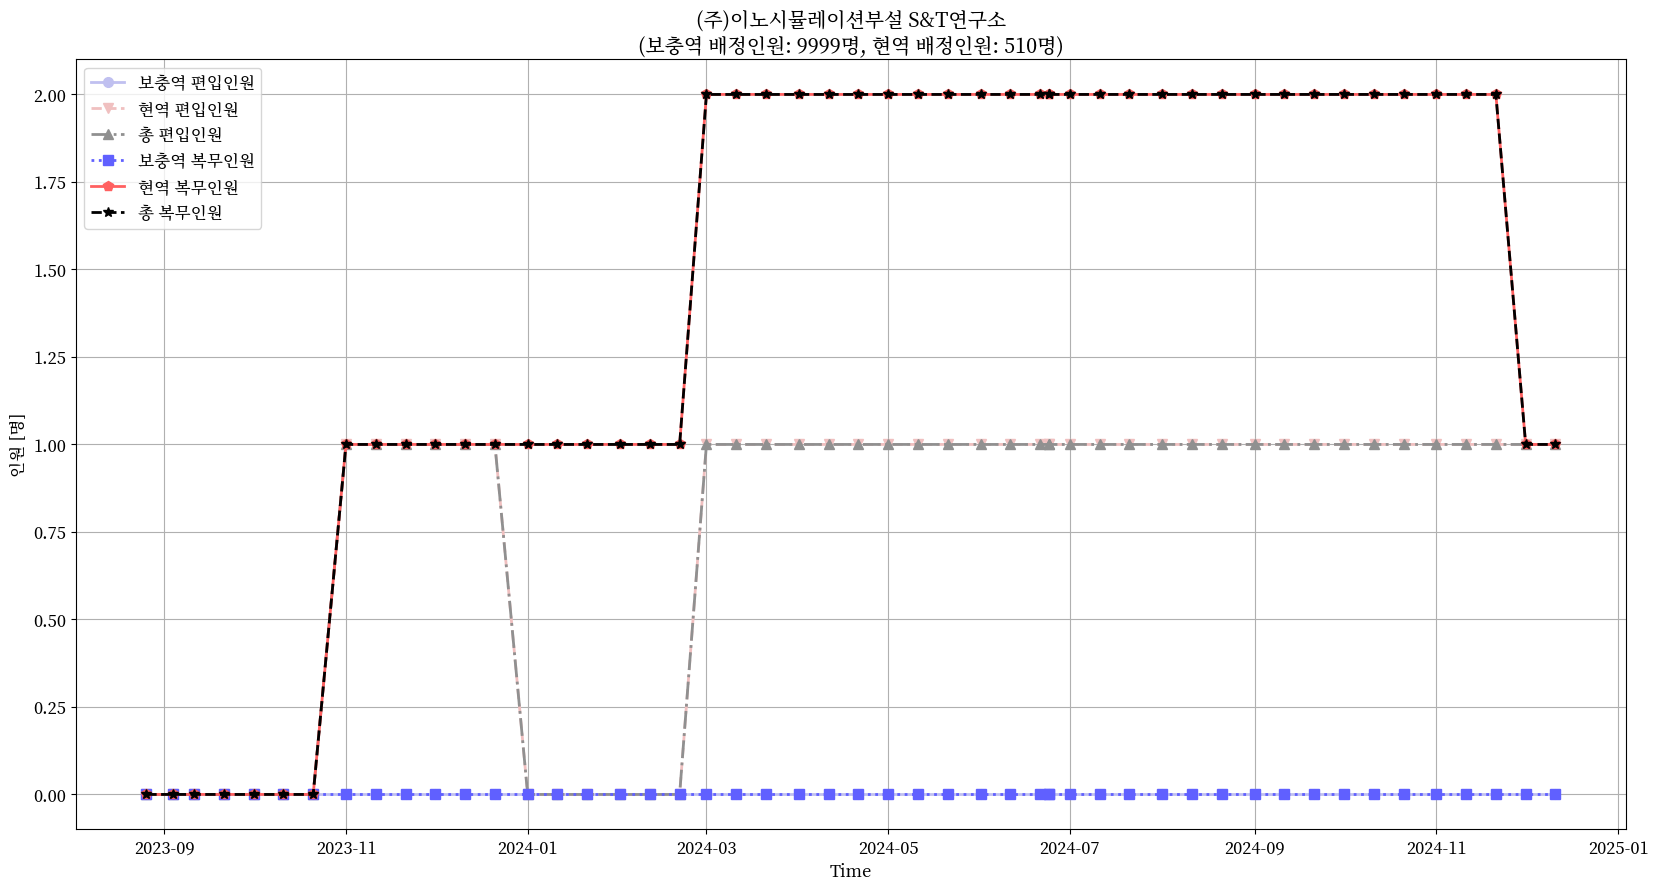 (주)이노시뮬레이션부설 S&T연구소
(보충역 배정인원: 9999명, 현역 배정인원: 510명)
보충역 편입인원
현역 편입인원
총 편입인원
보충역 복무인원
현역 복무인원
총 복무인원
인원 [명]
2.00
1.75
1.50
1.25
1.00
0.75
0.50
0.25
0.00
2023-09
2023-11
2024-01
2024-03
2024-05
2024-07
2024-09
2024-11
2025-01
Time